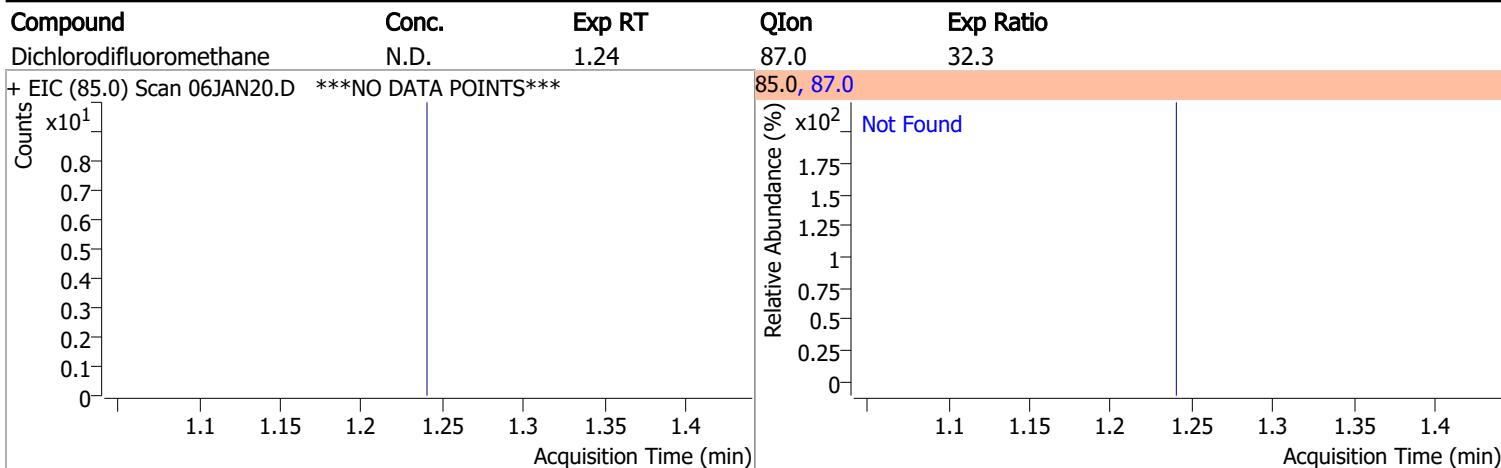 Compound Conc. Exp RT QIon Exp Ratio
Dichlorodifluoromethane N.D. 1.24 87.0 32.3
+ EIC (85.0) Scan 06JAN20.D ***NO DATA POINTS***
Counts
x10¹
0.8
0.7
0.6
0.5
0.4
0.3
0.2
0.1
0
1.1 1.15 1.2 1.25 1.3 1.35 1.4
Acquisition Time (min)
85.0, 87.0
Relative Abundance (%)
x10²
Not Found
1.75
1.5
1.25
1
0.75
0.5
0.25
0
1.1 1.15 1.2 1.25 1.3 1.35 1.4
Acquisition Time (min)